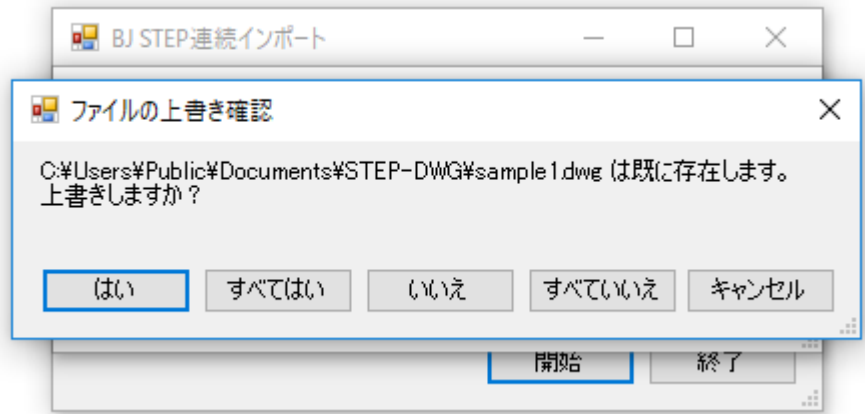 BJ STEP連続インポート
ファイルの上書き確認
C:¥Users¥Public¥Documents¥STEP-DWG¥sample1.dwg は既に存在します。
上書きしますか？
はい すべてはい いいえ すべていいえ キャンセル
開始 終了